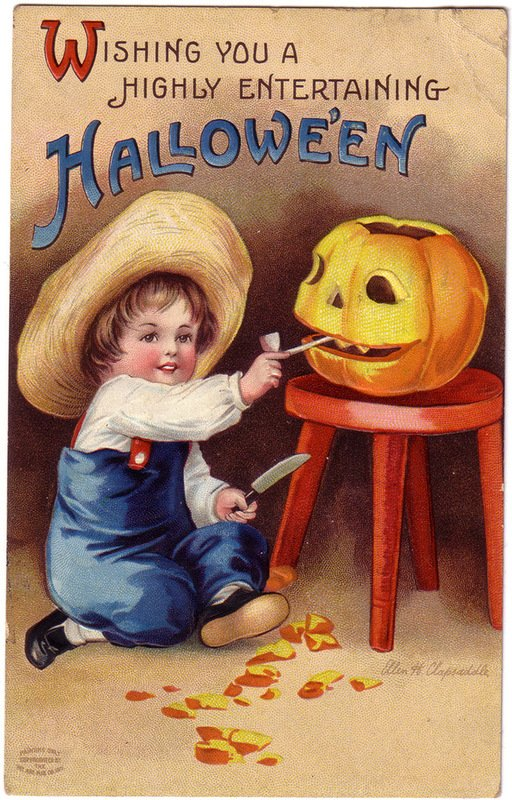 Wishing you a
highly entertaining
Hallowe'en
Ellen H. Clapsaddle